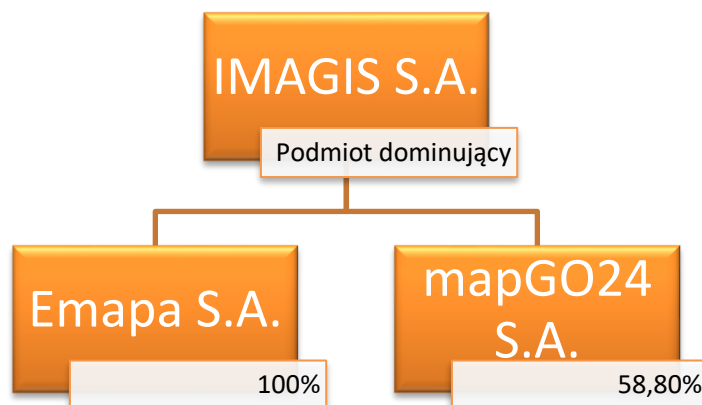 IMAGIS S.A.
Podmiot dominujący
Emapa S.A.
100%
mapGO24
S.A.
58,80%